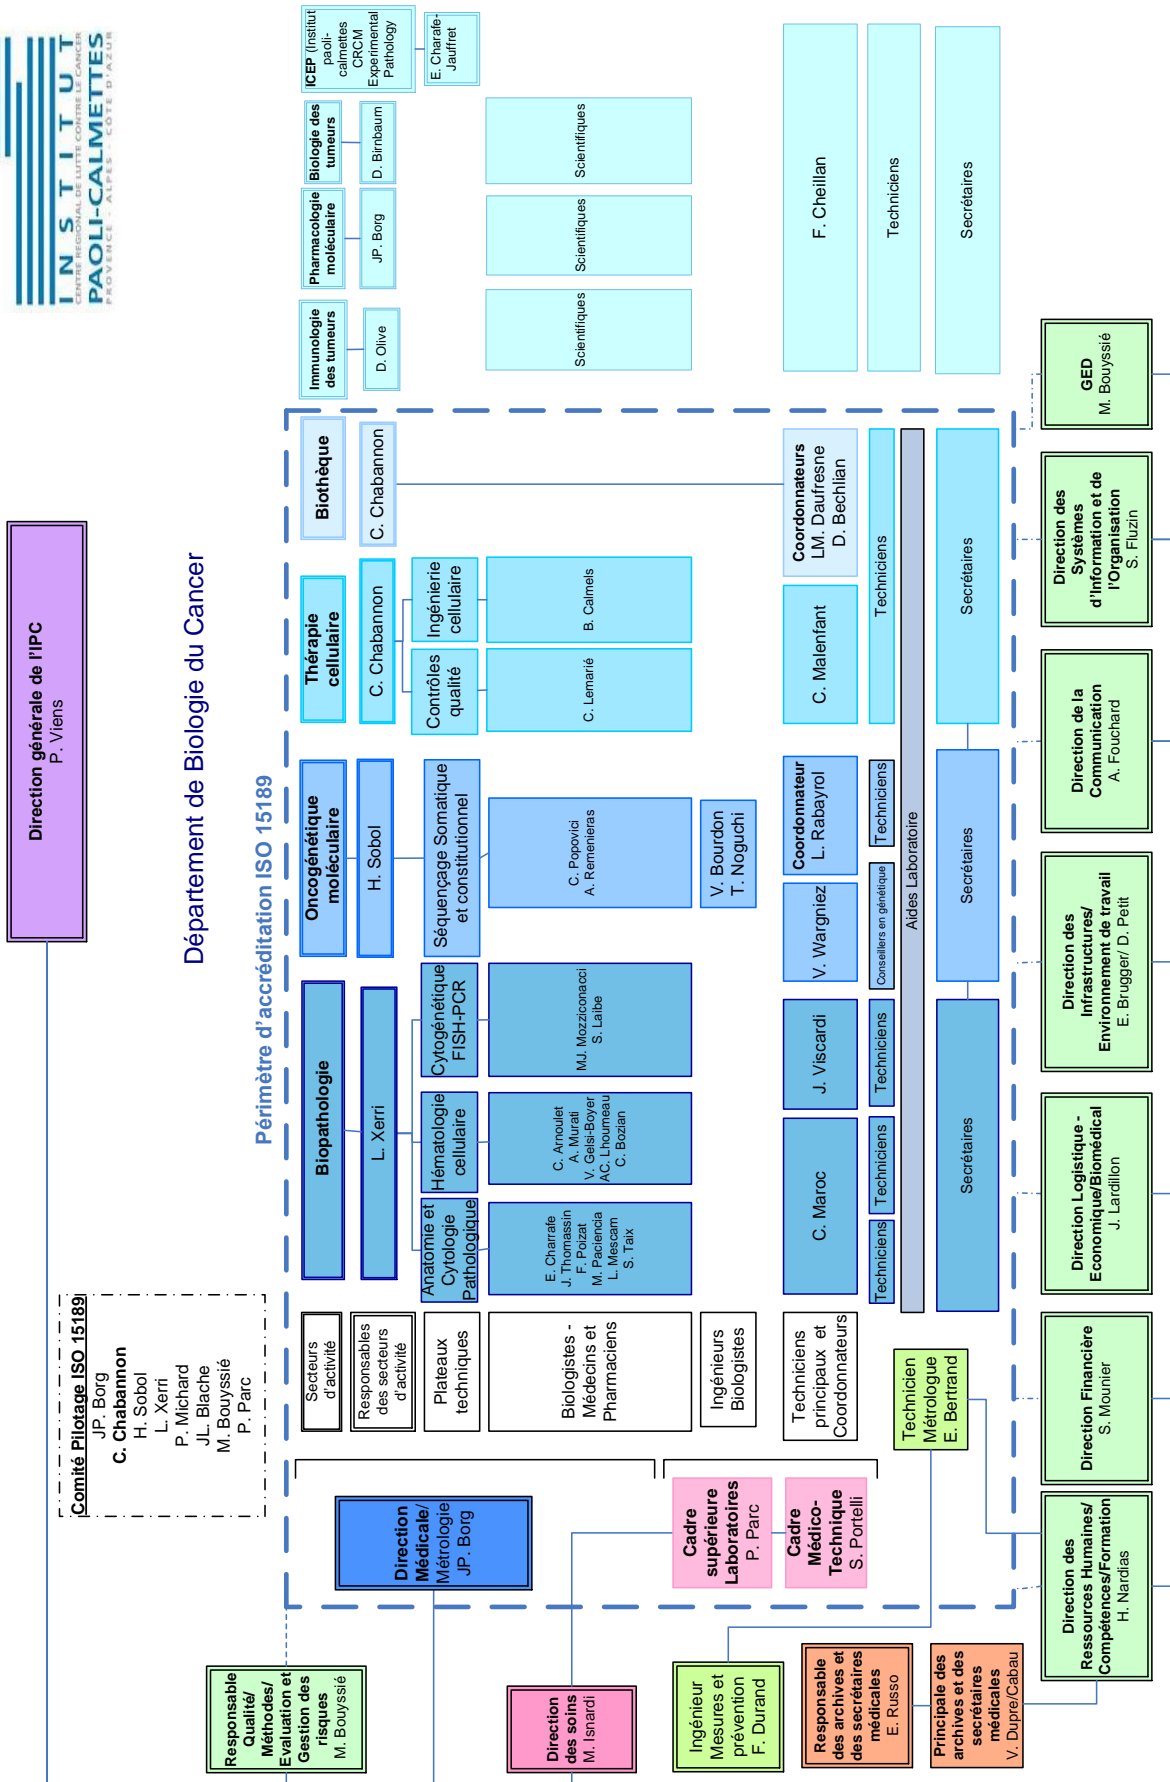 INSTITUT
CENTRE REGIONAL DE LUTTE CONTRE LE CANCER
PAOLI-CALMETTES
PROVENCE - ALPES - CÔTE D'AZUR
Direction générale de l'IPC
P. Viens
Département de Biologie du Cancer
Comité Pilotage ISO 15189
JP. Borg
C. Chabannon
H. Sobol
L. Xerri
P. Michard
JL. Blache
M. Bouyssié
P. Parc
Périmètre d'accréditation ISO 15189
Responsable
Qualité/
Méthodes/
Evaluation et
Gestion des
risques
M. Bouyssié
Direction
Médicale/
Métrologie
JP. Borg
Direction
des soins
M. Isnardi
Cadre
supérieure
Laboratoires
P. Parc
Cadre
Médico-
Technique
S. Portelli
Ingénieur
Mesures et
prévention
F. Durand
Technicien
Métrologue
E. Bertrand
Responsable
des archives et
des secrétaires
médicales
E. Russo
Principale des
archives et des
secrétaires
médicales
V. Dupre/Cabau
Secteurs
d'activité
Biopathologie
Oncogénétique
moléculaire
Thérapie
cellulaire
Biothèque
Immunologie
des tumeurs
Pharmacologie
moléculaire
Biologie des
tumeurs
ICEP (Institut
paoli-
calmettes
CRCM
Experimental
Pathology
Responsables
des secteurs
d'activité
L. Xerri
H. Sobol
C. Chabannon
C. Chabannon
D. Olive
JP. Borg
D. Birnbaum
E. Charafe-
Jauffret
Plateaux
techniques
Anatomie et
Cytologie
Pathologique
Hématologie
cellulaire
Cytogénétique
FISH-PCR
Séquençage Somatique
et constitutionnel
Contrôles
qualité
Ingénierie
cellulaire
Biologistes -
Médecins et
Pharmaciens
E. Charrafe
J. Thomassin
F. Poizat
M. Paciencia
L. Mescam
S. Taix
C. Arnoulet
A. Murati
V. Gelsi-Boyer
AC. Lhoumeau
C. Bozian
MJ. Mozziconacci
S. Laibe
C. Popovici
A. Remenieras
C. Lemarié
B. Calmels
Scientifiques
Scientifiques
Scientifiques
Ingénieurs
Biologistes
V. Bourdon
T. Noguchi
Techniciens
principaux et
Coordonnateurs
C. Maroc
J. Viscardi
V. Wargniez
Coordonnateur
L. Rabayrol
C. Malenfant
Coordonnateurs
LM. Daufresne
D. Bechlian
F. Cheillan
Techniciens
Techniciens
Techniciens
Conseillers en génétique
Techniciens
Techniciens
Techniciens
Aides Laboratoire
Secrétaires
Secrétaires
Secrétaires
Secrétaires
Direction des
Ressources Humaines/
Compétences/Formation
H. Nardias
Direction Financière
S. Mounier
Direction Logistique -
Economique/Biomédical
J. Lardillon
Direction des
Infrastructures/
Environnement de travail
E. Brugger/ D. Petit
Direction de la
Communication
A. Fouchard
Direction des
Systèmes
d'Information et de
l'Organisation
S. Fluzin
GED
M. Bouyssié